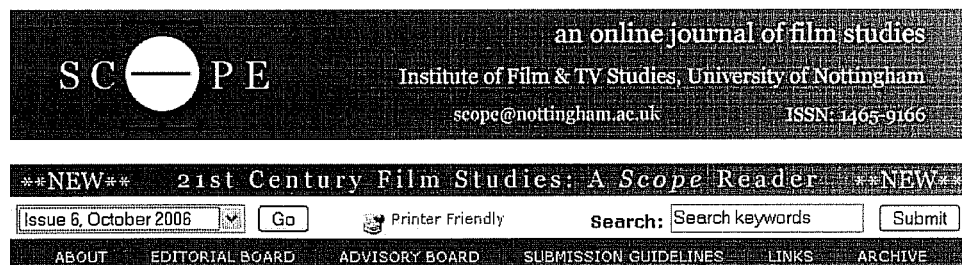 an online journal of film studies
SCOPE
Institute of Film & TV Studies, University of Nottingham
scope@nottingham.ac.uk ISSN: 1465-9166
**NEW** 21st Century Film Studies: A Scope Reader **NEW**
Issue 6, October 2006 Go Printer Friendly Search: Search keywords Submit
ABOUT EDITORIAL BOARD ADVISORY BOARD SUBMISSION GUIDELINES LINKS ARCHIVE